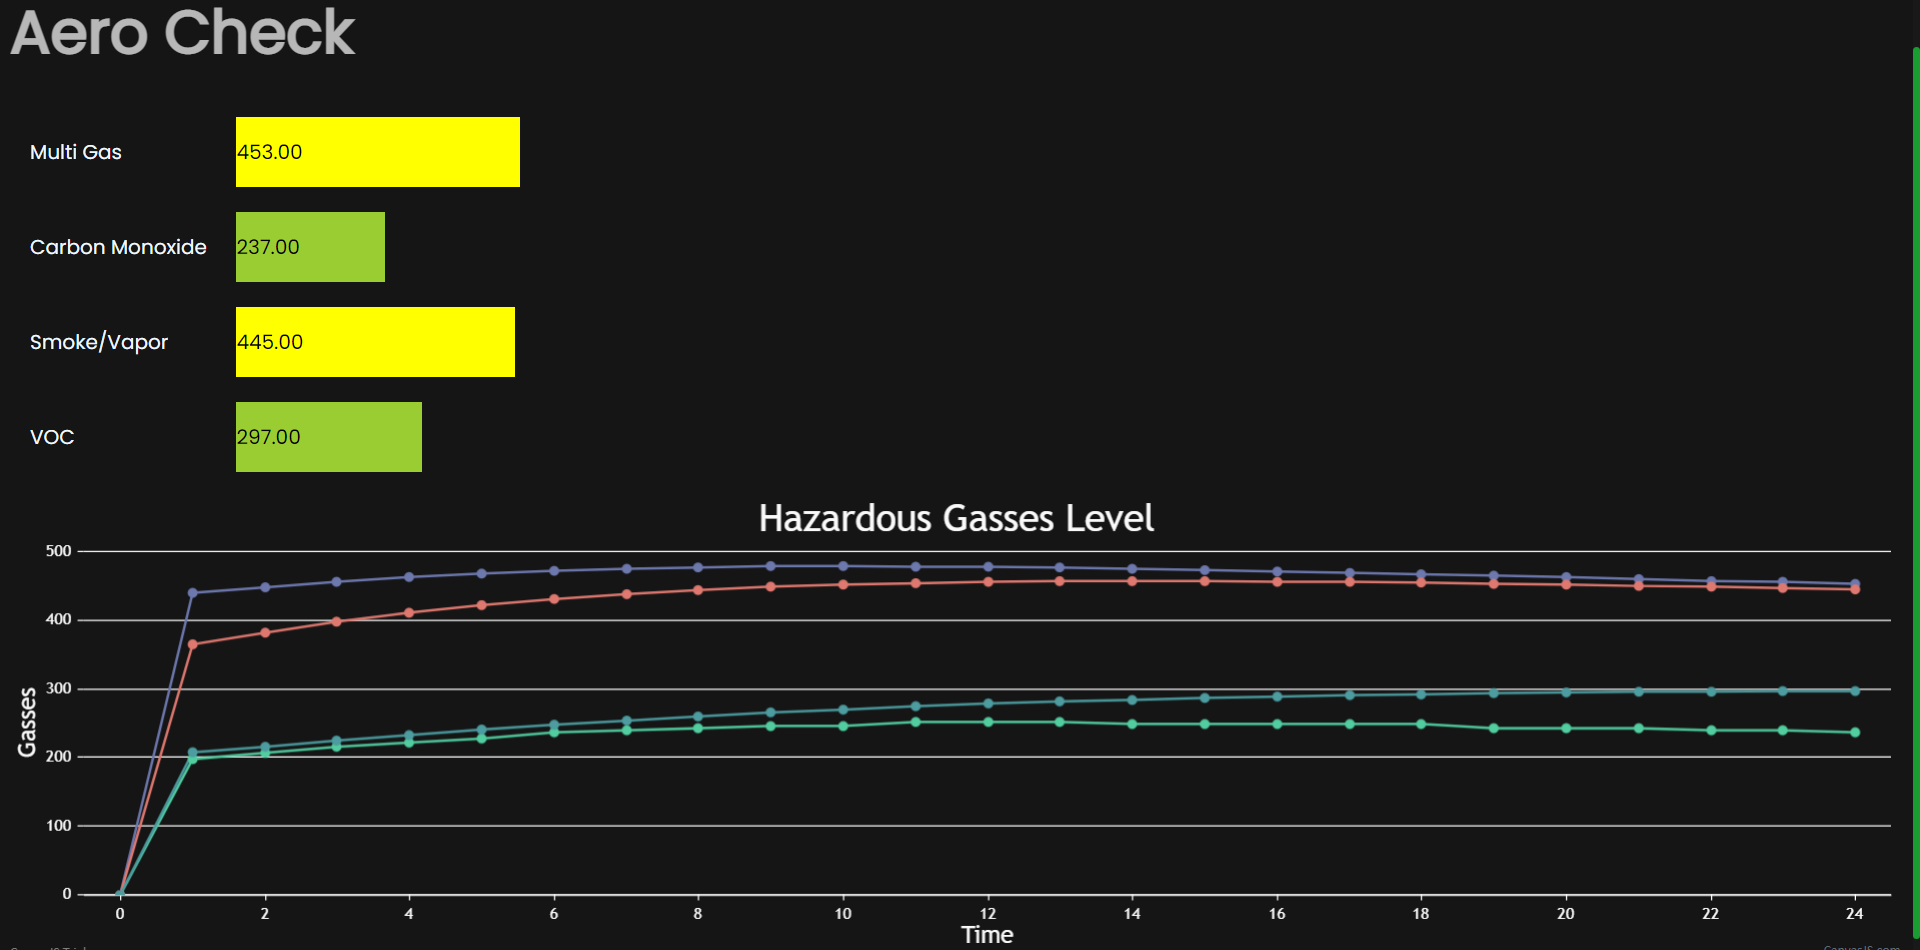 Aero Check
Multi Gas 453.00
Carbon Monoxide 237.00
Smoke/Vapor 445.00
VOC 297.00
Hazardous Gasses Level
500
400
300
200
100
0
Gasses
0 2 4 6 8 10 12 14 16 18 20 22 24
Time